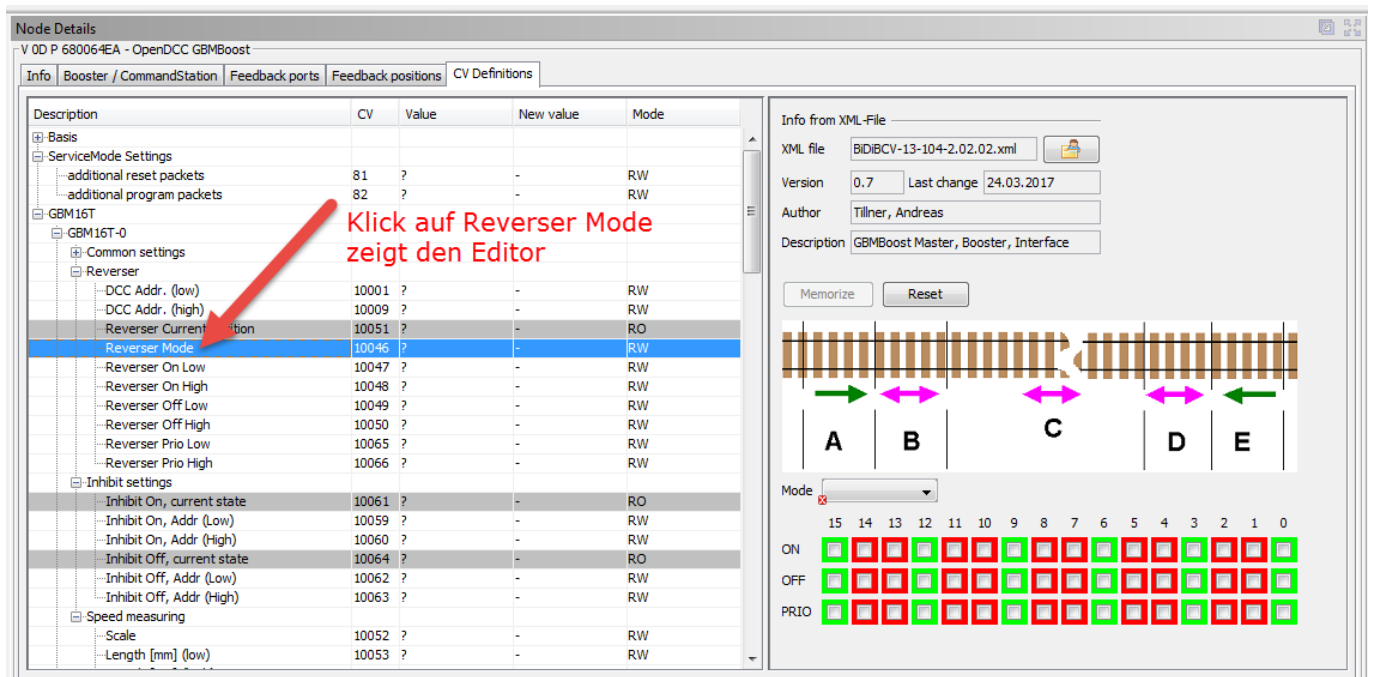 Node Details
V 0D P 680064EA - OpenDCC GBMBoost
Info Booster / CommandStation Feedback ports Feedback positions CV Definitions
Description CV Value New value Mode
Basis
ServiceMode Settings
additional reset packets 81 ? - RW
additional program packets 82 ? - RW
GBM16T
GBM16T-0
Common settings
Reverser
DCC Addr. (low) 10001 ? - RW
DCC Addr. (high) 10009 ? - RW
Reverser Current 10051 ? - RO
Reverser Mode 10046 ? - RW
Reverser On Low 10047 ? - RW
Reverser On High 10048 ? - RW
Reverser Off Low 10049 ? - RW
Reverser Off High 10050 ? - RW
Reverser Prio Low 10065 ? - RW
Reverser Prio High 10066 ? - RW
Inhibit settings
Inhibit On, current state 10061 ? - RO
Inhibit On, Addr (Low) 10059 ? - RW
Inhibit On, Addr (High) 10060 ? - RW
Inhibit Off, current state 10064 ? - RO
Inhibit Off, Addr (Low) 10062 ? - RW
Inhibit Off, Addr (High) 10063 ? - RW
Speed measuring
Scale 10052 ? - RW
Length [mm] (low) 10053 ? - RW
Klick auf Reverser Mode
zeigt den Editor
Info from XML-File
XML file BiDiBCV-13-104-2.02.02.xml
Version 0.7 Last change 24.03.2017
Author Tillner, Andreas
Description GBMBoost Master, Booster, Interface
Memorize Reset
A B C D E
Mode
15 14 13 12 11 10 9 8 7 6 5 4 3 2 1 0
ON
OFF
PRIO